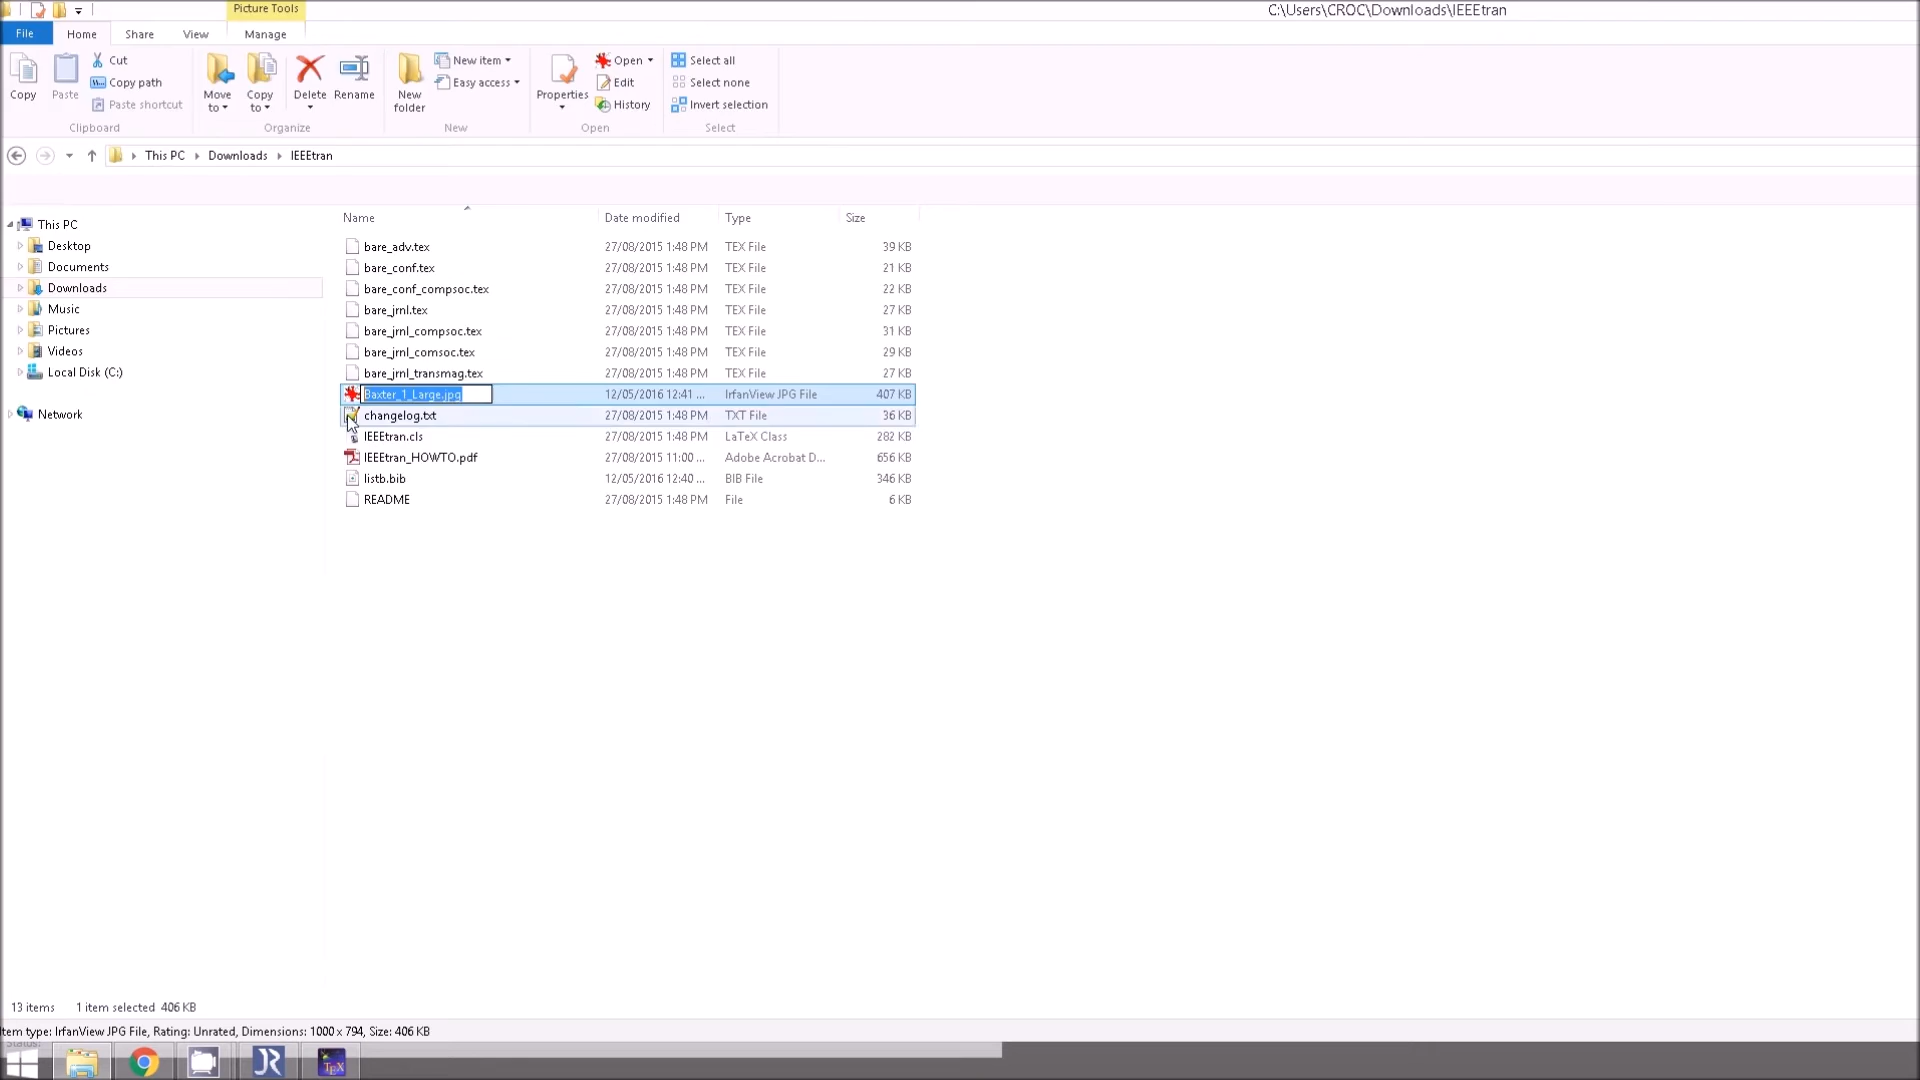 Picture Tools
C:\Users\CROC\Downloads\IEEEtran
File Home Share View Manage
Copy
Paste
Cut
Copy path
Paste shortcut
Clipboard
Move to
Copy to
Delete
Rename
Organize
New folder
New item
Easy access
New
Properties
Open
Edit
History
Open
Select all
Select none
Invert selection
Select
This PC Downloads IEEEtran
This PC
Desktop
Documents
Downloads
Music
Pictures
Videos
Local Disk (C:)
Network
Name Date modified Type Size
bare_adv.tex 27/08/2015 1:48 PM TEX File 39 KB
bare_conf.tex 27/08/2015 1:48 PM TEX File 21 KB
bare_conf_compsoc.tex 27/08/2015 1:48 PM TEX File 22 KB
bare_jrnl.tex 27/08/2015 1:48 PM TEX File 27 KB
bare_jrnl_compsoc.tex 27/08/2015 1:48 PM TEX File 31 KB
bare_jrnl_comsoc.tex 27/08/2015 1:48 PM TEX File 29 KB
bare_jrnl_transmag.tex 27/08/2015 1:48 PM TEX File 27 KB
Baxter_1_Large.jpg 12/05/2016 12:41 ... IrfanView JPG File 407 KB
changelog.txt 27/08/2015 1:48 PM TXT File 36 KB
IEEEtran.cls 27/08/2015 1:48 PM LaTeX Class 282 KB
IEEEtran_HOWTO.pdf 27/08/2015 11:00 ... Adobe Acrobat D... 656 KB
listb.bib 12/05/2016 12:40 ... BIB File 346 KB
README 27/08/2015 1:48 PM File 6 KB
13 items 1 item selected 406 KB
Item type: IrfanView JPG File, Rating: Unrated, Dimensions: 1000 x 794, Size: 406 KB
Status:
JR
TEX